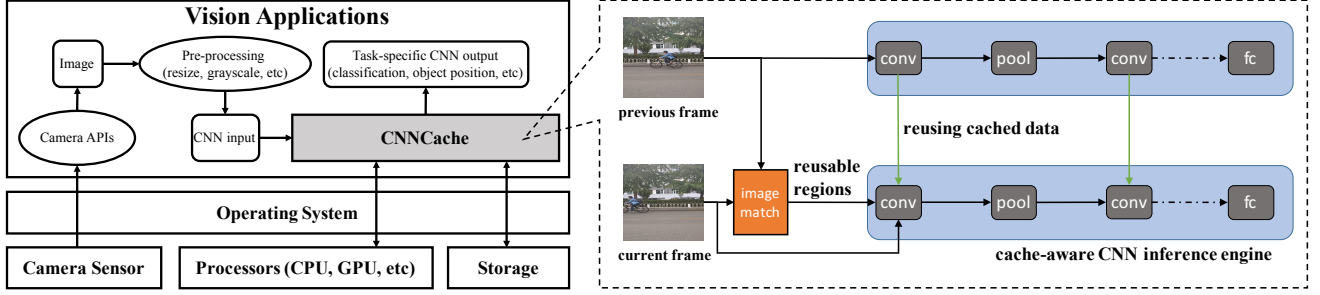 Vision Applications
Image
Pre-processing
(resize, grayscale, etc)
Task-specific CNN output
(classification, object position, etc)
Camera APIs
CNN input
CNNCache
Operating System
Camera Sensor
Processors (CPU, GPU, etc)
Storage
previous frame
conv
pool
conv
fc
reusing cached data
current frame
image
match
reusable
regions
conv
pool
conv
fc
cache-aware CNN inference engine